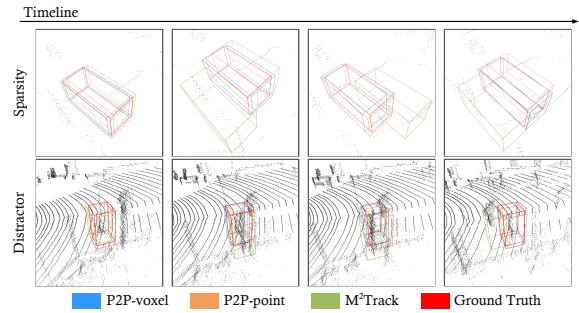 Timeline
Sparsity
Distractor
P2P-voxel P2P-point M²Track Ground Truth